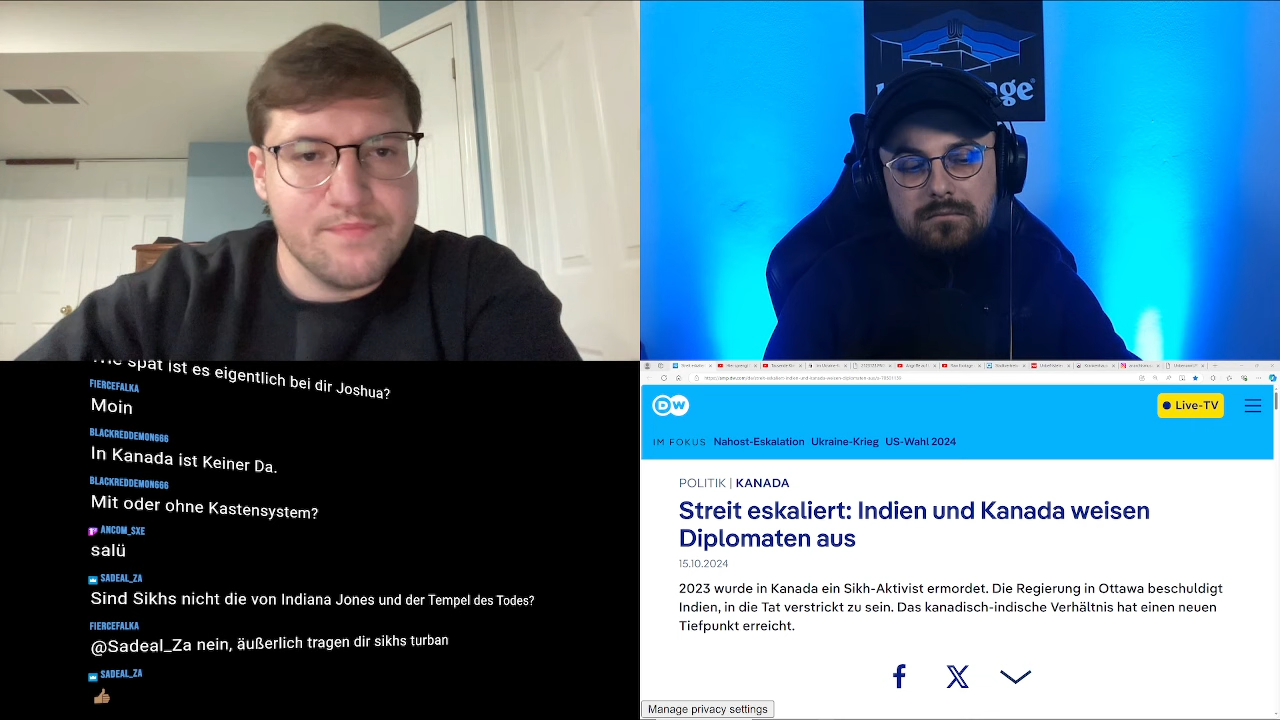 spät ist es eigentlich bei dir Joshua?
FIERCEFALKA
Moin
BLACKREDDEMON666
In Kanada ist Keiner Da.
BLACKREDDEMON666
Mit oder ohne Kastensystem?
ANCOM_SXE
salü
SADEAL_ZA
Sind Sikhs nicht die von Indiana Jones und der Tempel des Todes?
FIERCEFALKA
@Sadeal_Za nein, äußerlich tragen dir sikhs turban
SADEAL_ZA
DW
Live-TV
IM FOKUS Nahost-Eskalation Ukraine-Krieg US-Wahl 2024
POLITIK | KANADA
Streit eskaliert: Indien und Kanada weisen
Diplomaten aus
15.10.2024
2023 wurde in Kanada ein Sikh-Aktivist ermordet. Die Regierung in Ottawa beschuldigt
Indien, in die Tat verstrickt zu sein. Das kanadisch-indische Verhältnis hat einen neuen
Tiefpunkt erreicht.
Manage privacy settings